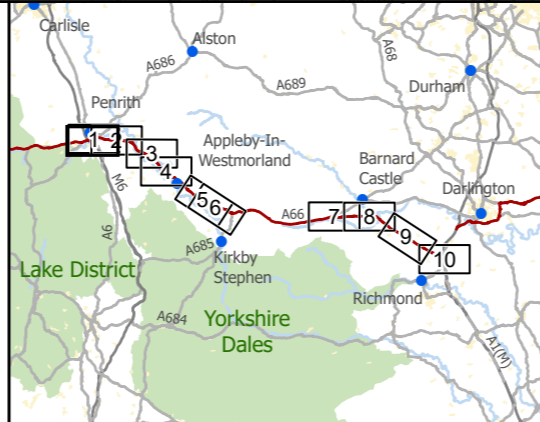 Carlisle
Alston
A686
A68
A689
Durham
Penrith
1
2
3
4
5
6
Appleby-In-
Westmorland
Barnard
Castle
Darlington
M6
A6
A66
7
8
9
10
A685
Kirkby
Stephen
Lake District
Richmond
A684
Yorkshire
Dales
A1(M)